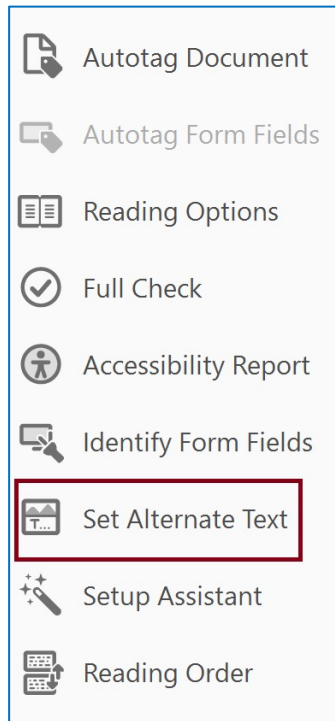 Autotag Document
Autotag Form Fields
Reading Options
Full Check
Accessibility Report
Identify Form Fields
T...
Set Alternate Text
Setup Assistant
Reading Order